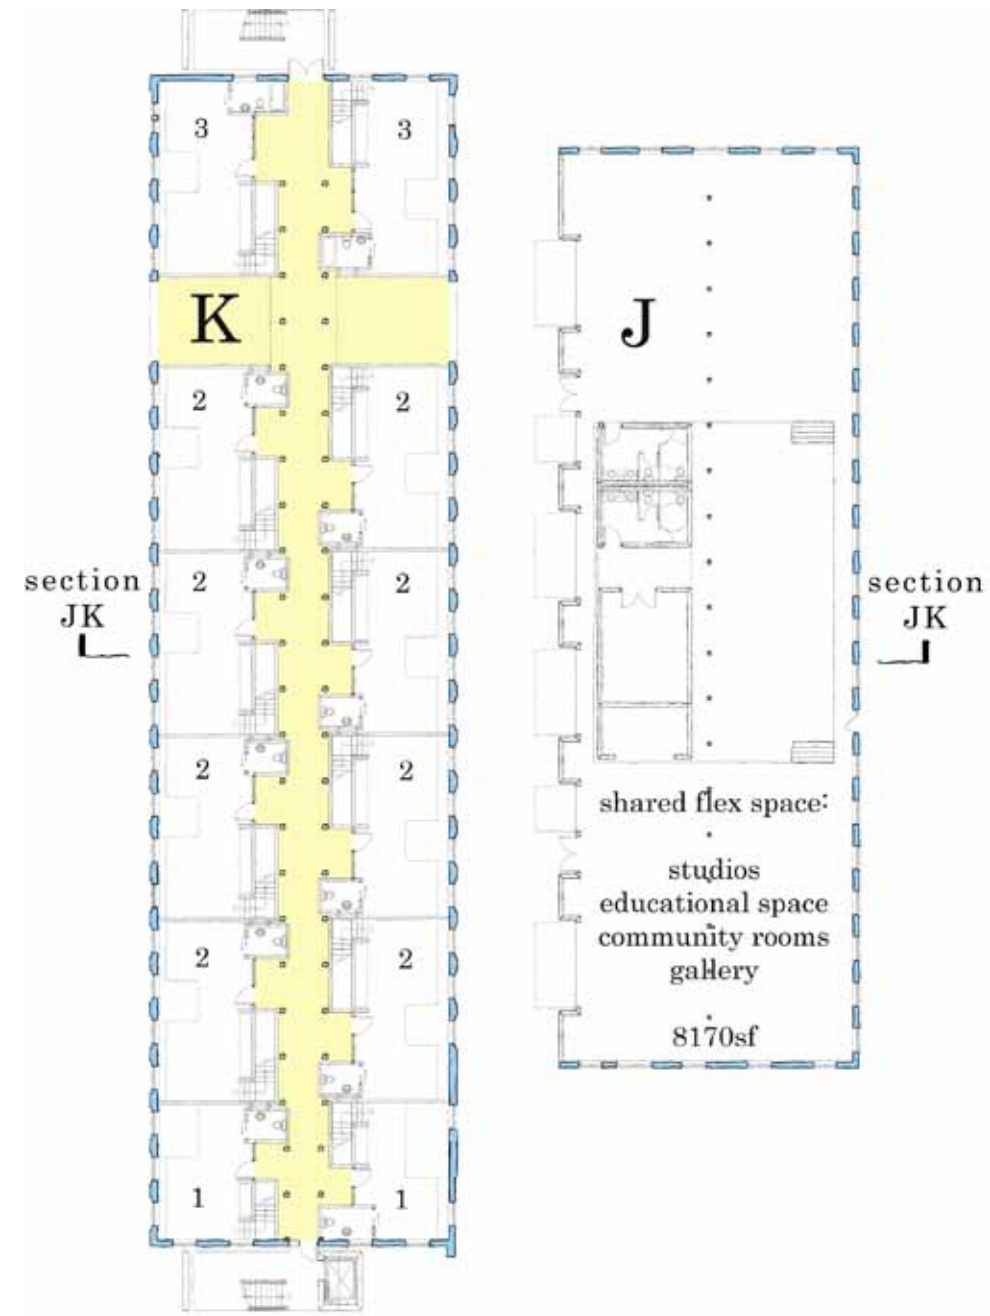 3
3
K
J
2
2
section
JK
2
2
section
JK
2
2
shared flex space:
studios
educational space
community rooms
gallery
2
2
8170sf
1
1